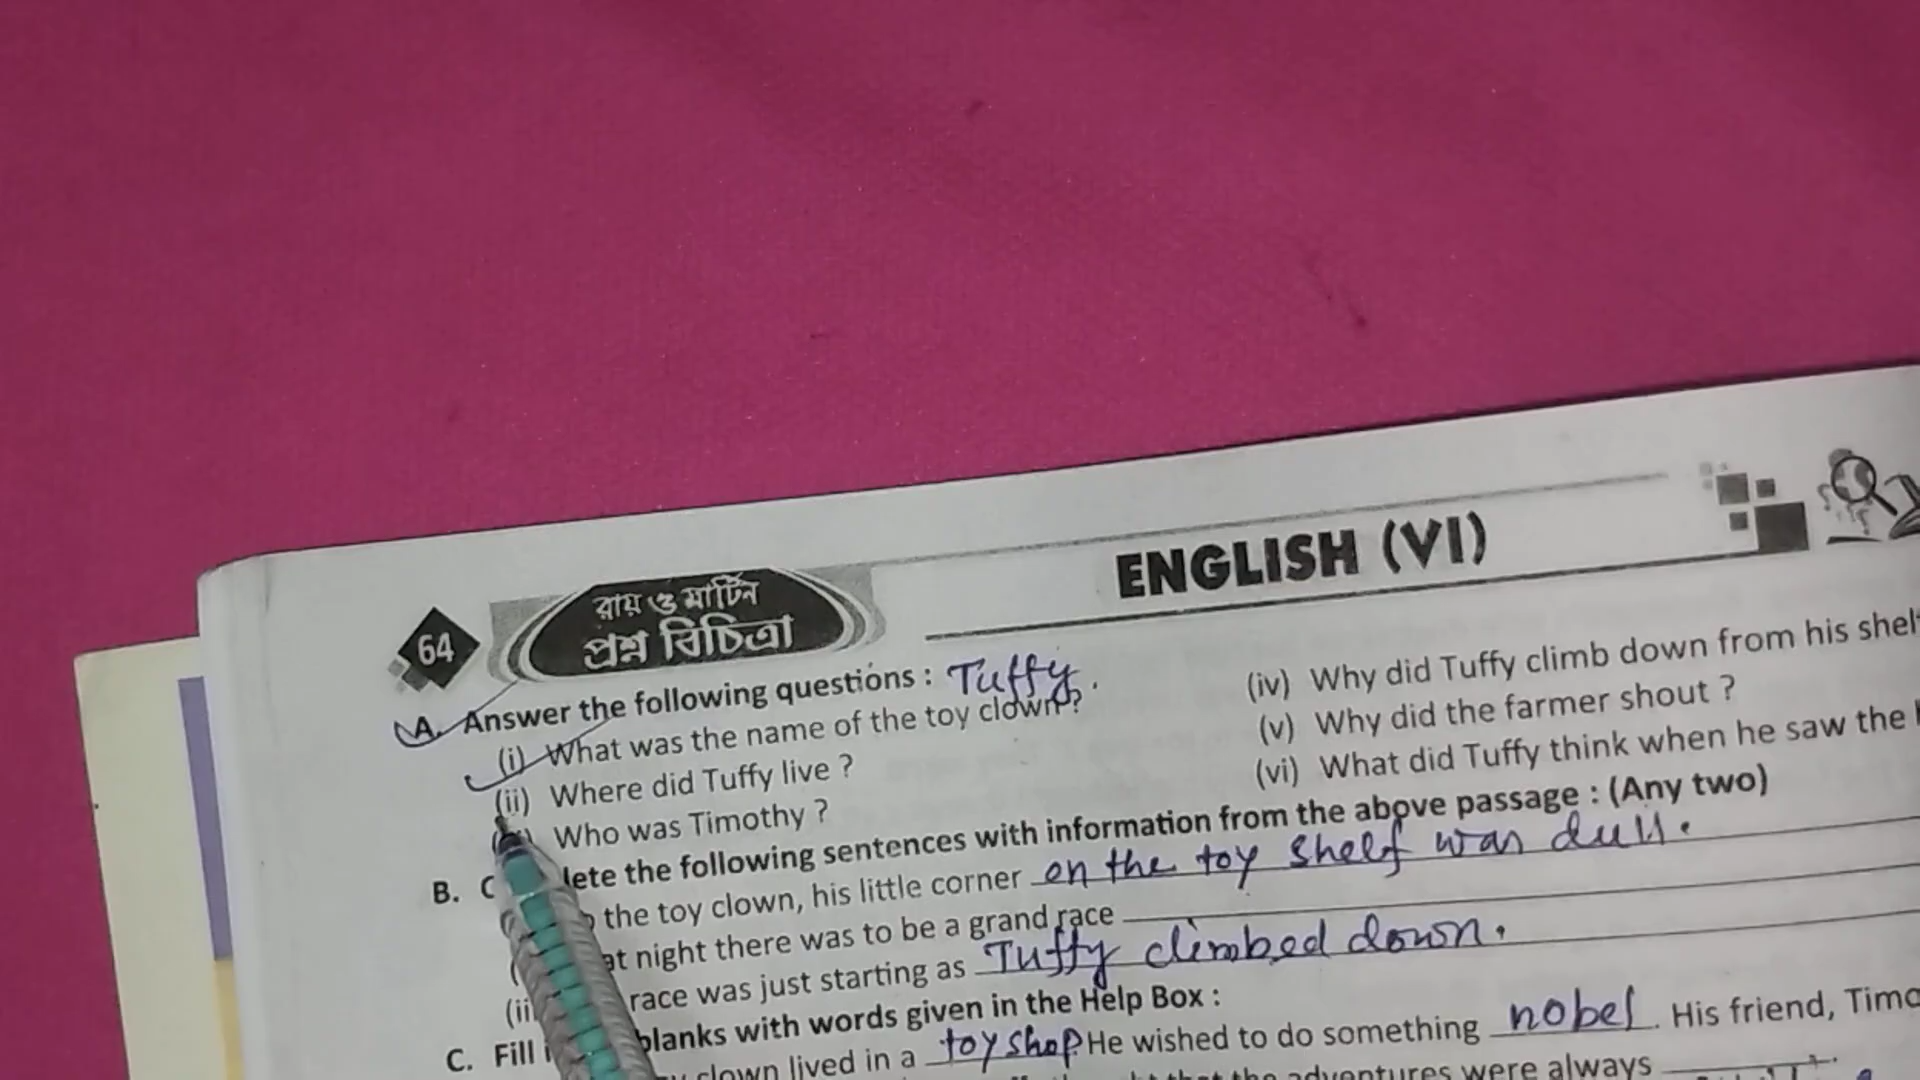 64
রায় ও মার্টিন
প্রশ্ন বিচিত্রা
ENGLISH (VI)
A. Answer the following questions : Tuffy.
(i) What was the name of the toy clown ?
(ii) Where did Tuffy live ?
Who was Timothy ?
(iv) Why did Tuffy climb down from his
(v) Why did the farmer shout ?
(vi) What did Tuffy think when he saw the
B. the following sentences with information from the above passage : (Any two)
the toy clown, his little corner on the toy shelf was dull.
at night there was to be a grand race
race was just starting as Tuffy climbed down.
C. Fill blanks with words given in the Help Box :
clown lived in a toyshop. He wished to do something nobel. His friend,
the adventures were always